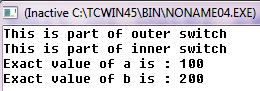 (Inactive C:\TCWIN45\BIN\NONAME04.EXE)
This is part of outer switch
This is part of inner switch
Exact value of a is : 100
Exact value of b is : 200